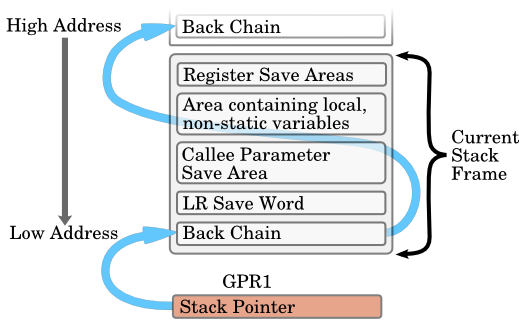 High Address
Back Chain
Register Save Areas
Area containing local,
non-static variables
Callee Parameter
Save Area
Current
Stack
Frame
LR Save Word
Low Address
Back Chain
GPR1
Stack Pointer